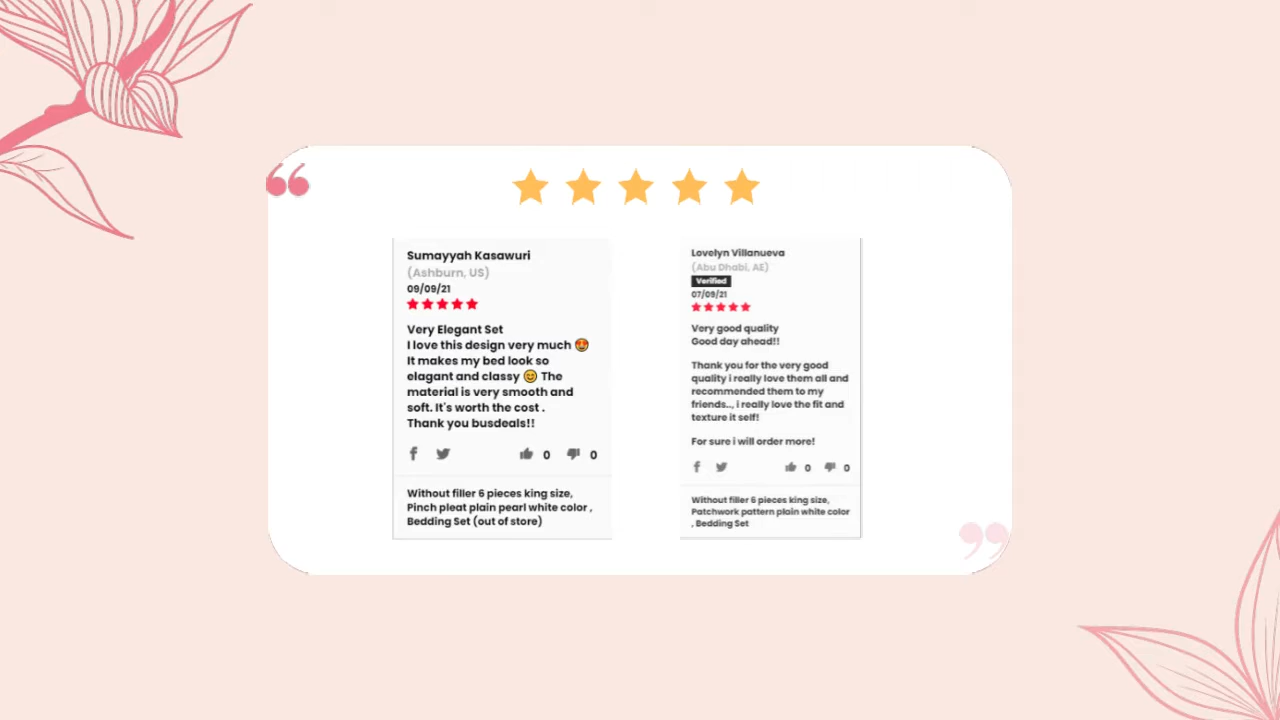 Sumayyah Kasawuri
(Ashburn, US)
09/09/21
Very Elegant Set
I love this design very much 🤩
It makes my bed look so
elagant and classy 😊 The
material is very smooth and
soft. It's worth the cost .
Thank you busdeals!!
0 0
Without filler 6 pieces king size,
Pinch pleat plain pearl white color ,
Bedding Set (out of store)
Lovelyn Villanueva
(Abu Dhabi, AE)
Verified
07/09/21
Very good quality
Good day ahead!!
Thank you for the very good
quality i really love them all and
recommended them to my
friends.., i really love the fit and
texture it self!
For sure i will order more!
0 0
Without filler 6 pieces king size,
Patchwork pattern plain white color
, Bedding Set